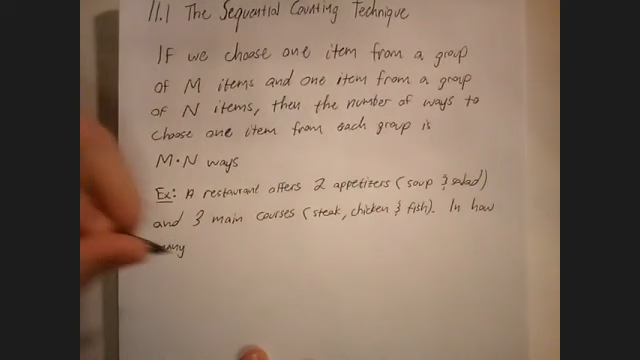 11.1 The Sequential Counting Technique
If we choose one item from a group
of M items and one item from a group
of N items, then the number of ways to
choose one item from each group is
M·N ways
Ex: A restaurant offers 2 appetizers (soup & salad)
and 3 main courses (steak, chicken & fish). In how
many